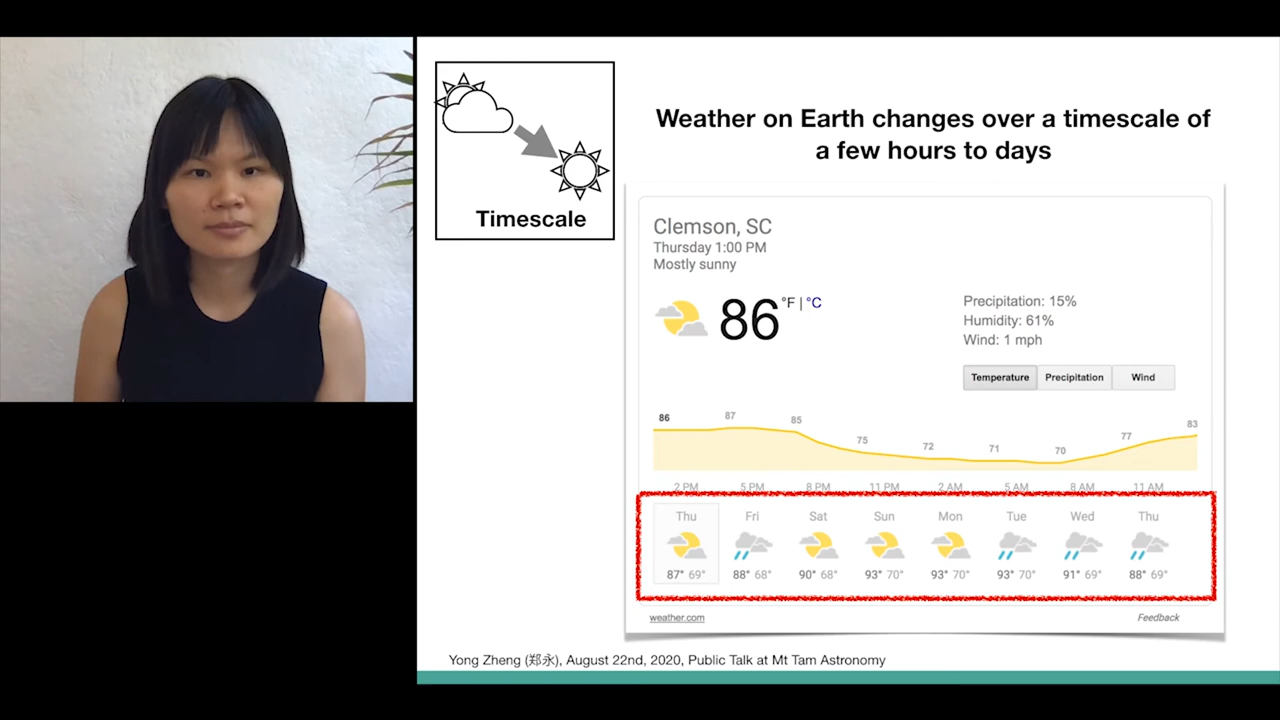 Weather on Earth changes over a timescale of
a few hours to days
Timescale
Clemson, SC
Thursday 1:00 PM
Mostly sunny
86 °F | °C
Precipitation: 15%
Humidity: 61%
Wind: 1 mph
Temperature Precipitation Wind
86 87 85 75 72 71 70 77 83
2 PM 5 PM 8 PM 11 PM 2 AM 5 AM 8 AM 11 AM
Thu Fri Sat Sun Mon Tue Wed Thu
87° 69° 88° 68° 90° 68° 93° 70° 93° 70° 93° 70° 91° 69° 88° 69°
weather.com Feedback
Yong Zheng (郑永), August 22nd, 2020, Public Talk at Mt Tam Astronomy